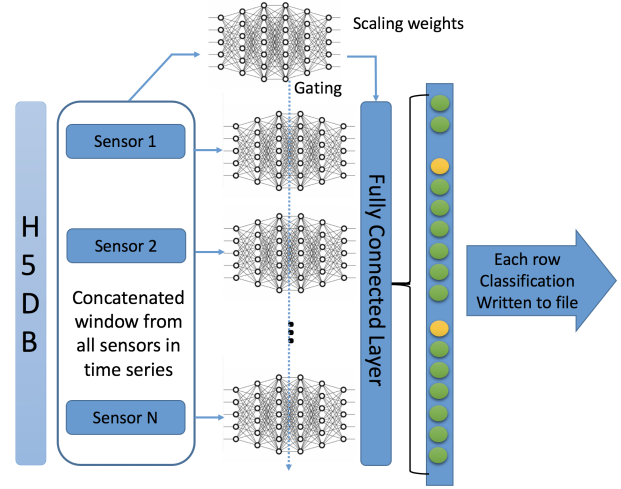 Scaling weights
Gating
H
5
D
B
Sensor 1
Sensor 2
Concatenated
window from
all sensors in
time series
Sensor N
Fully Connected Layer
Each row
Classification
Written to file